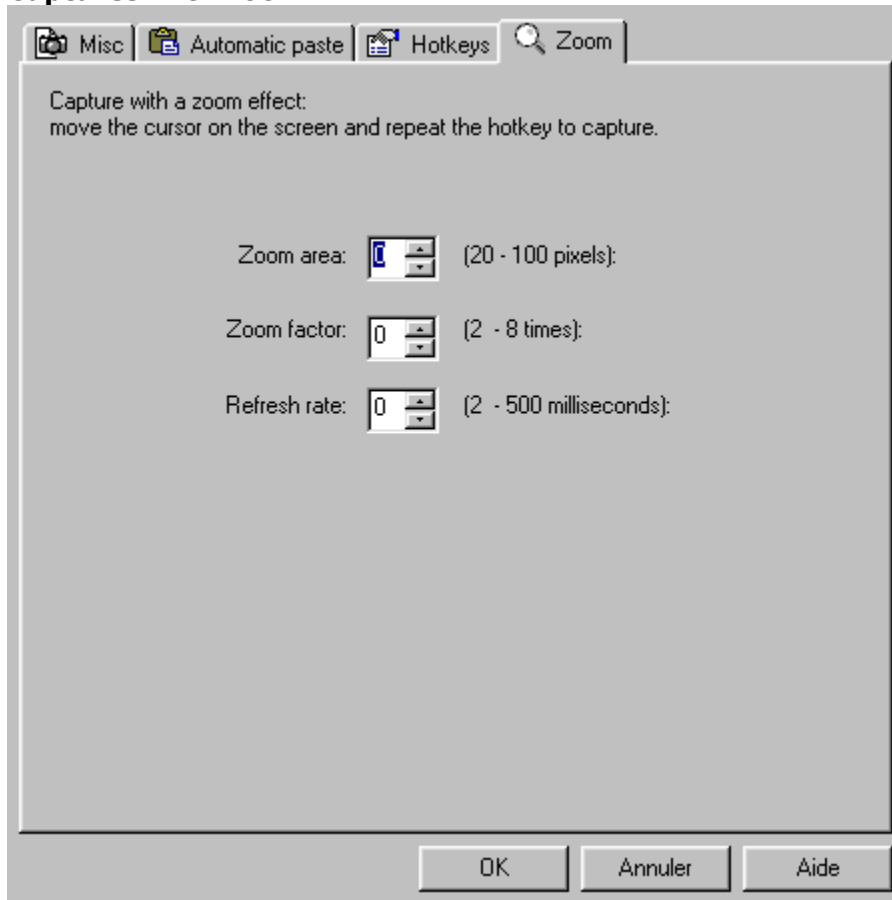 Misc Automatic paste Hotkeys Zoom
Capture with a zoom effect:
move the cursor on the screen and repeat the hotkey to capture.
Zoom area: 0 (20 - 100 pixels):
Zoom factor: 0 (2 - 8 times):
Refresh rate: 0 (2 - 500 milliseconds):
OK Annuler Aide